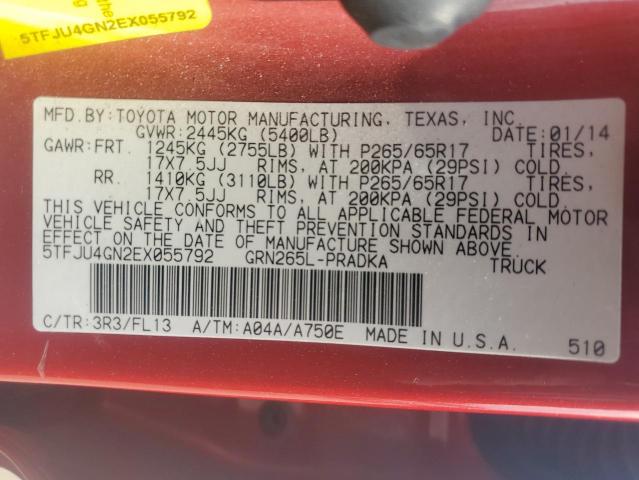 the
ng
5TFJU4GN2EX055792
MFD.BY:TOYOTA MOTOR MANUFACTURING, TEXAS, INC.
GVWR:2445KG (5400LB) DATE:01/14
GAWR:FRT. 1245KG (2755LB) WITH P265/65R17 TIRES,
17X7.5JJ RIMS, AT 200KPA (29PSI) COLD.
RR. 1410KG (3110LB) WITH P265/65R17 TIRES,
17X7.5JJ RIMS, AT 200KPA (29PSI) COLD.
THIS VEHICLE CONFORMS TO ALL APPLICABLE FEDERAL MOTOR
VEHICLE SAFETY AND THEFT PREVENTION STANDARDS IN
EFFECT ON THE DATE OF MANUFACTURE SHOWN ABOVE.
5TFJU4GN2EX055792 GRN265L-PRADKA TRUCK
C/TR:3R3/FL13 A/TM:A04A/A750E MADE IN U.S.A. 510